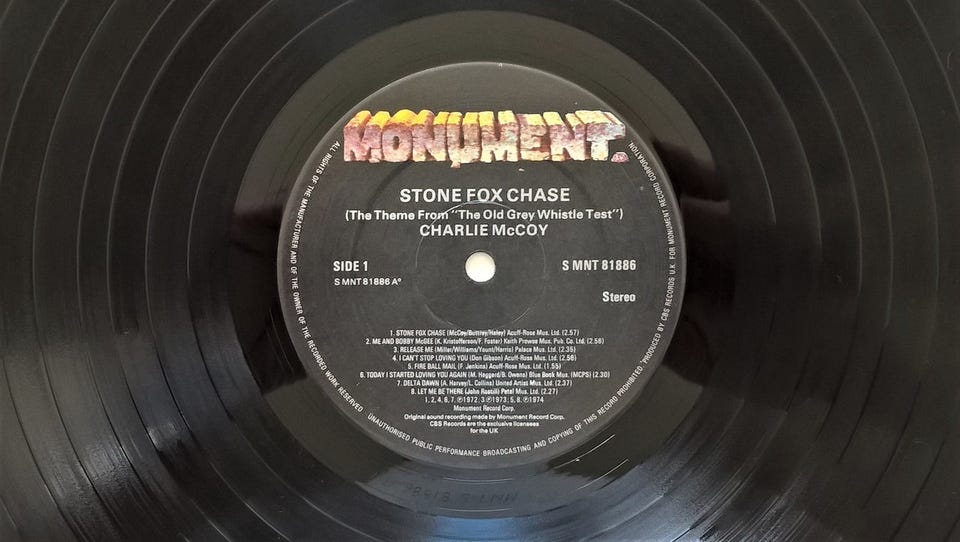 MONUMENT.
STONE FOX CHASE
(The Theme From "The Old Grey Whistle Test")
CHARLIE McCOY
SIDE 1
S MNT 81886
S MNT 81886 A°
Stereo
1. STONE FOX CHASE (McCoy/Buttrey/Haley) Acuff-Rose Mus. Ltd. (2.57)
2. ME AND BOBBY McGEE (K. Kristofferson/F. Foster) Keith Prowse Mus. Pub. Co. Ltd. (2.56)
3. RELEASE ME (Miller/Williams/Yount/Harris) Palace Mus. Ltd. (2.35)
4. I CAN'T STOP LOVING YOU (Don Gibson) Acuff-Rose Mus. Ltd. (2.56)
5. FIRE BALL MAIL (F. Jenkins) Acuff-Rose Mus. Ltd. (1.55)
6. TODAY I STARTED LOVING YOU AGAIN (M. Haggard/B. Owens) Blue Book Mus. (MCPS) (2.30)
7. DELTA DAWN (A. Harvey/L. Collins) United Artists Mus. Ltd. (2.37)
8. LET ME BE THERE (John Rostill) Petal Mus. Ltd. (2.27)
1, 2, 4, 6, 7, ℗1972; 3 ℗1973; 5, 8, ℗1974
Monument Record Corp.
Original sound recording made by Monument Record Corp.
CBS Records are the exclusive licensees
for the UK
ALL RIGHTS OF THE MANUFACTURER AND OF THE OWNER OF THE RECORDED WORK RESERVED UNAUTHORISED PUBLIC PERFORMANCE BROADCASTING AND COPYING OF THIS RECORD PROHIBITED. PRODUCED BY CBS RECORDS U.K. FOR MONUMENT RECORD CORPORATION